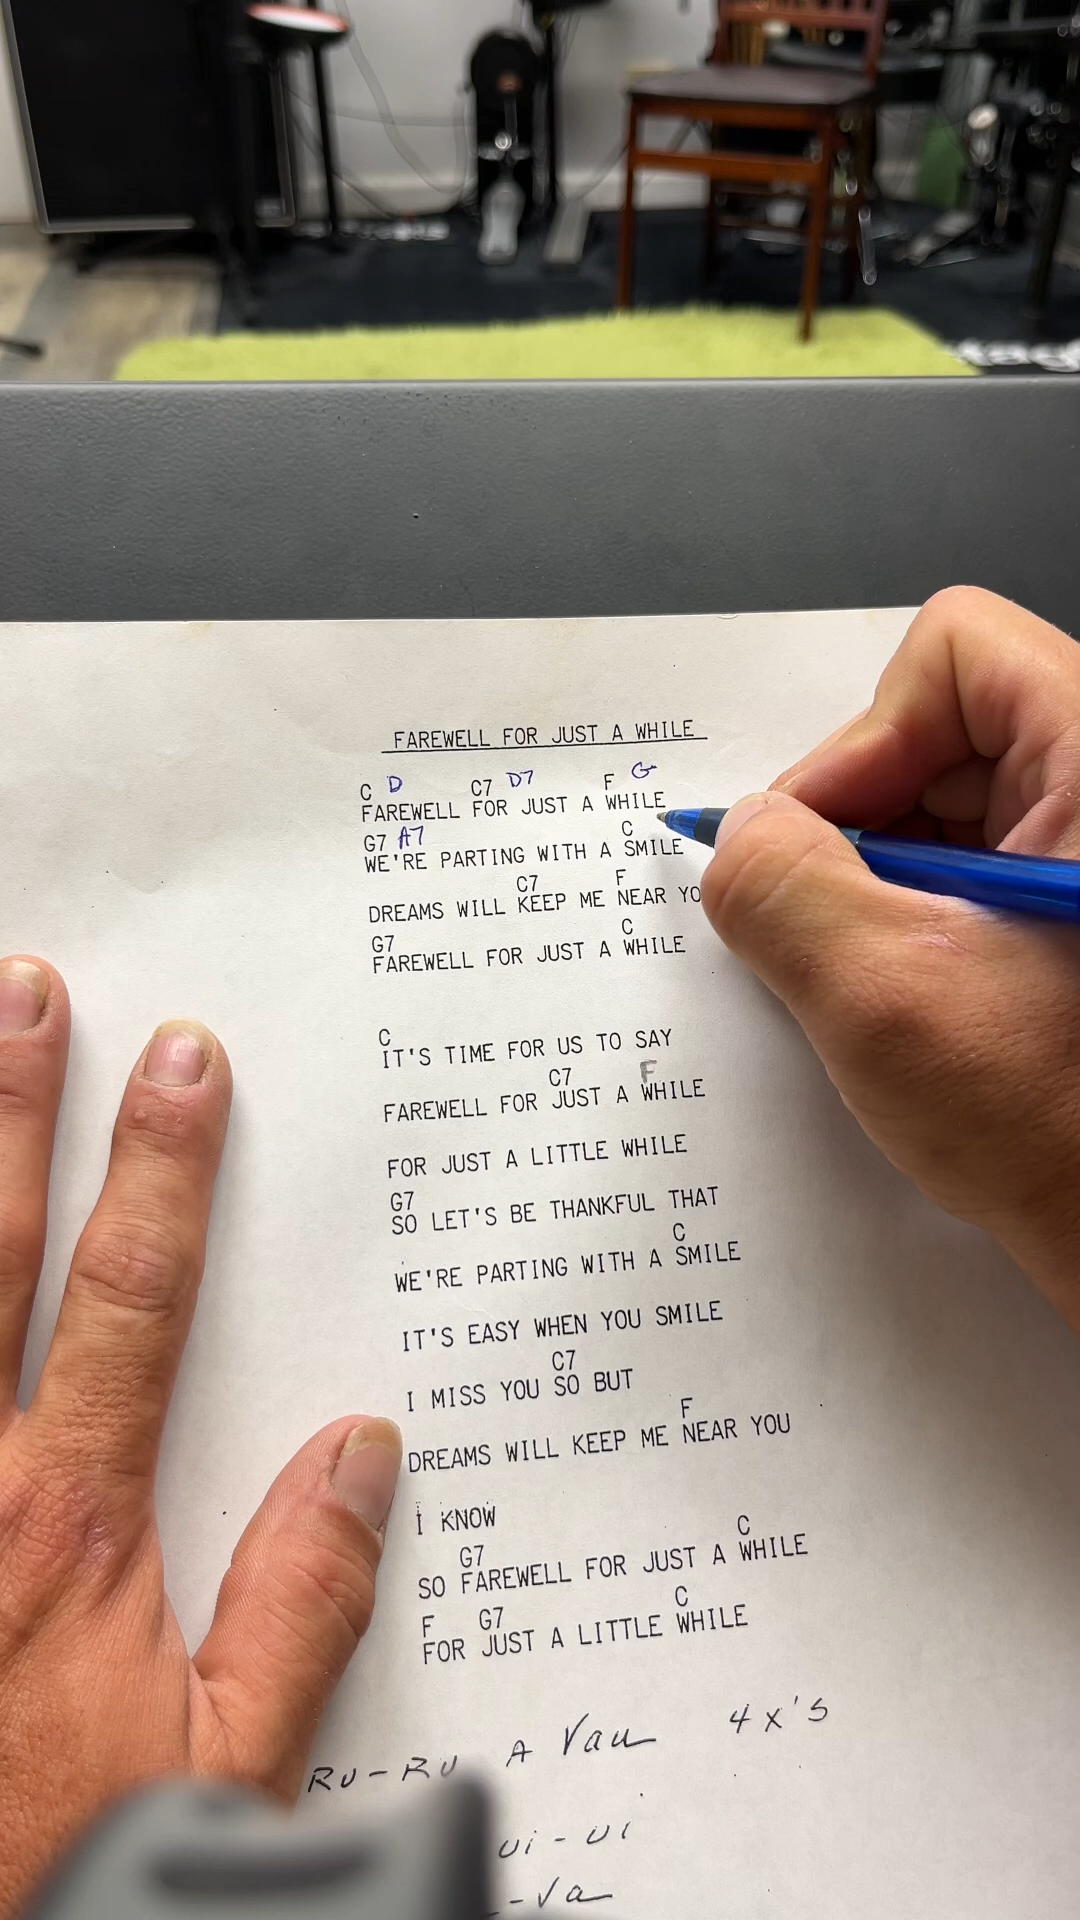 FAREWELL FOR JUST A WHILE
C D C7 D7 F G
FAREWELL FOR JUST A WHILE
G7 A7 C
WE'RE PARTING WITH A SMILE
C7 F
DREAMS WILL KEEP ME NEAR YO
G7 C
FAREWELL FOR JUST A WHILE
C
IT'S TIME FOR US TO SAY
C7 F
FAREWELL FOR JUST A WHILE
FOR JUST A LITTLE WHILE
G7
SO LET'S BE THANKFUL THAT
C
WE'RE PARTING WITH A SMILE
IT'S EASY WHEN YOU SMILE
C7
I MISS YOU SO BUT
F
DREAMS WILL KEEP ME NEAR YOU
I KNOW
G7 C
SO FAREWELL FOR JUST A WHILE
F G7 C
FOR JUST A LITTLE WHILE
RU-RU A Vau 4X'S
ui-ui
-Va